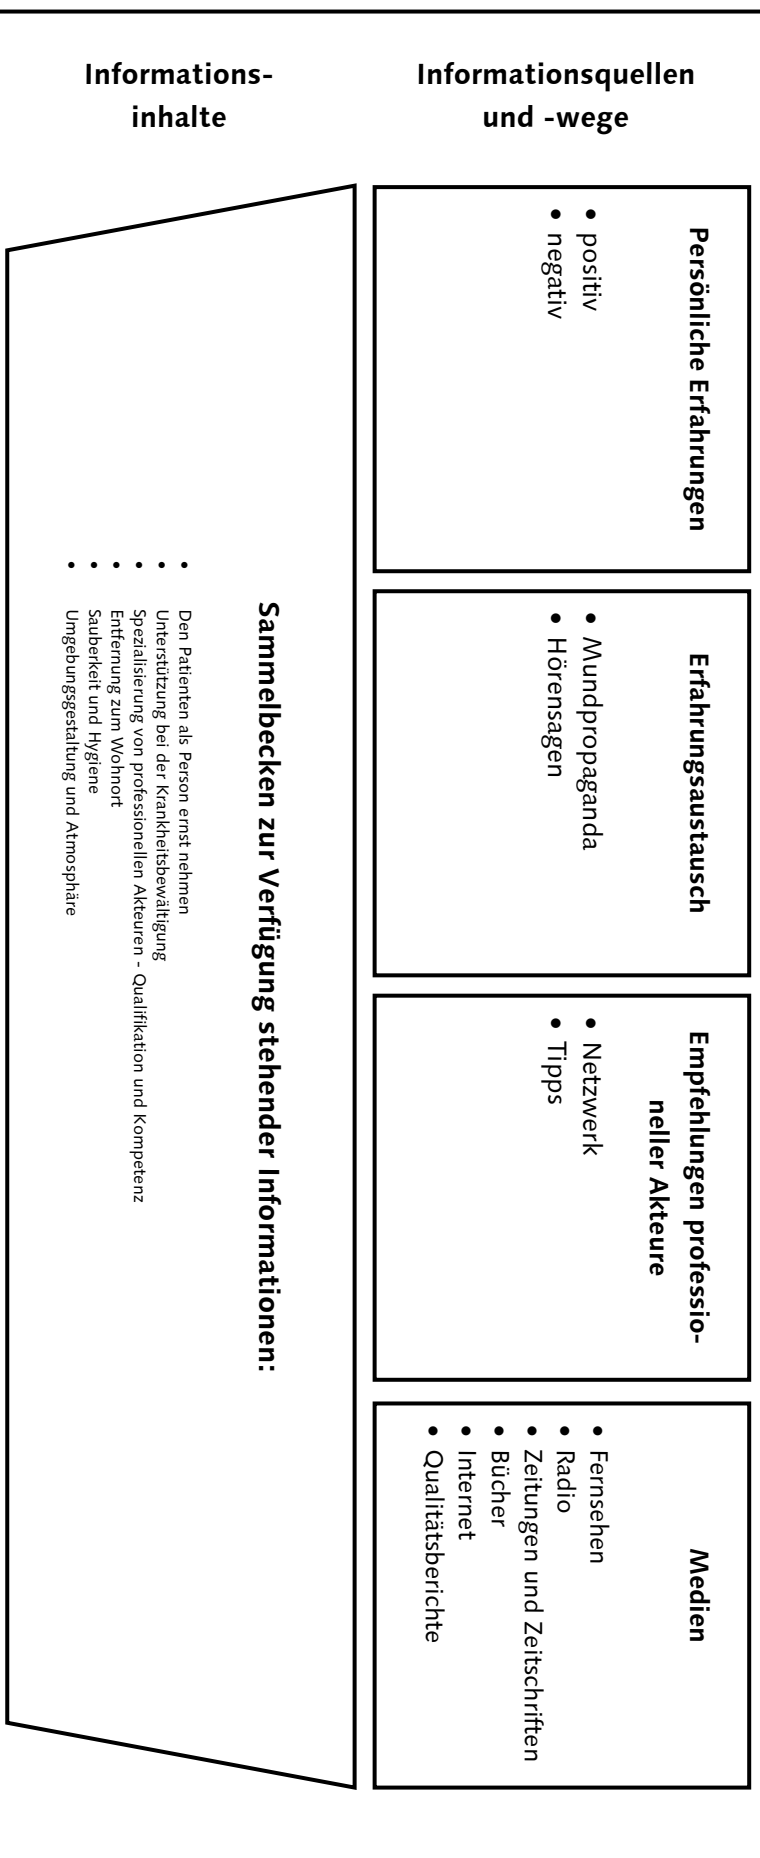 Informationsquellen
und -wege
Persönliche Erfahrungen
• positiv
• negativ
Erfahrungsaustausch
• Mundpropaganda
• Hörensagen
Empfehlungen professio-
neller Akteure
• Netzwerk
• Tipps
Medien
• Fernsehen
• Radio
• Zeitungen und Zeitschriften
• Bücher
• Internet
• Qualitätsberichte
Informations-
inhalte
Sammelbecken zur Verfügung stehender Informationen:
• Den Patienten als Person ernst nehmen
• Unterstützung bei der Krankheitsbewältigung
• Spezialisierung von professionellen Akteuren - Qualifikation und Kompetenz
• Entfernung zum Wohnort
• Sauberkeit und Hygiene
• Umgebungsgestaltung und Atmosphäre